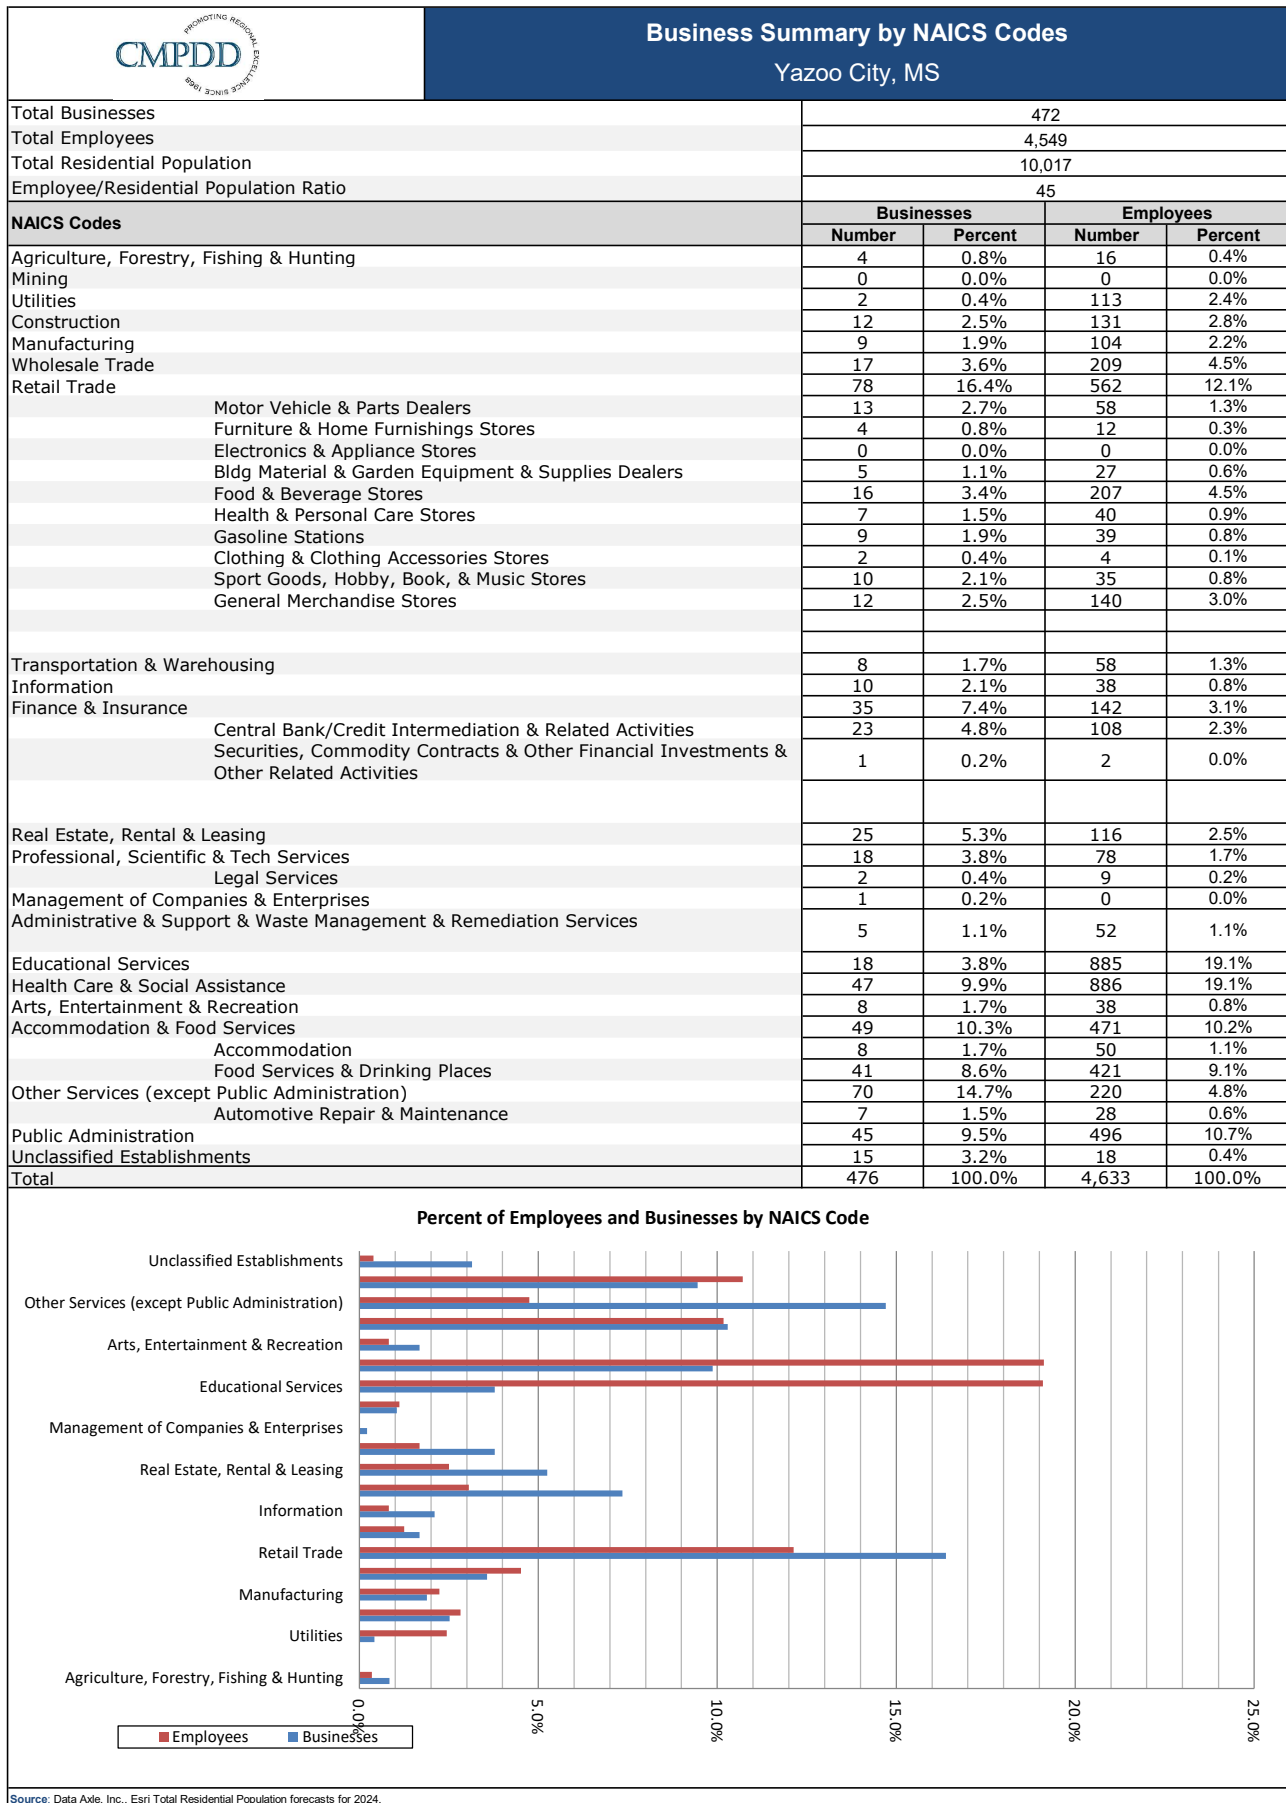 PROMOTING REGIONAL EXCELLENCE SINCE 1968
CMPDD
Business Summary by NAICS Codes
Yazoo City, MS
Total Businesses 472
Total Employees 4,549
Total Residential Population 10,017
Employee/Residential Population Ratio 45
NAICS Codes Businesses Employees
Number Percent Number Percent
Agriculture, Forestry, Fishing & Hunting 4 0.8% 16 0.4%
Mining 0 0.0% 0 0.0%
Utilities 2 0.4% 113 2.4%
Construction 12 2.5% 131 2.8%
Manufacturing 9 1.9% 104 2.2%
Wholesale Trade 17 3.6% 209 4.5%
Retail Trade 78 16.4% 562 12.1%
Motor Vehicle & Parts Dealers 13 2.7% 58 1.3%
Furniture & Home Furnishings Stores 4 0.8% 12 0.3%
Electronics & Appliance Stores 0 0.0% 0 0.0%
Bldg Material & Garden Equipment & Supplies Dealers 5 1.1% 27 0.6%
Food & Beverage Stores 16 3.4% 207 4.5%
Health & Personal Care Stores 7 1.5% 40 0.9%
Gasoline Stations 9 1.9% 39 0.8%
Clothing & Clothing Accessories Stores 2 0.4% 4 0.1%
Sport Goods, Hobby, Book, & Music Stores 10 2.1% 35 0.8%
General Merchandise Stores 12 2.5% 140 3.0%
Transportation & Warehousing 8 1.7% 58 1.3%
Information 10 2.1% 38 0.8%
Finance & Insurance 35 7.4% 142 3.1%
Central Bank/Credit Intermediation & Related Activities 23 4.8% 108 2.3%
Securities, Commodity Contracts & Other Financial Investments &
Other Related Activities 1 0.2% 2 0.0%
Real Estate, Rental & Leasing 25 5.3% 116 2.5%
Professional, Scientific & Tech Services 18 3.8% 78 1.7%
Legal Services 2 0.4% 9 0.2%
Management of Companies & Enterprises 1 0.2% 0 0.0%
Administrative & Support & Waste Management & Remediation Services 5 1.1% 52 1.1%
Educational Services 18 3.8% 885 19.1%
Health Care & Social Assistance 47 9.9% 886 19.1%
Arts, Entertainment & Recreation 8 1.7% 38 0.8%
Accommodation & Food Services 49 10.3% 471 10.2%
Accommodation 8 1.7% 50 1.1%
Food Services & Drinking Places 41 8.6% 421 9.1%
Other Services (except Public Administration) 70 14.7% 220 4.8%
Automotive Repair & Maintenance 7 1.5% 28 0.6%
Public Administration 45 9.5% 496 10.7%
Unclassified Establishments 15 3.2% 18 0.4%
Total 476 100.0% 4,633 100.0%
Percent of Employees and Businesses by NAICS Code
Unclassified Establishments
Other Services (except Public Administration)
Arts, Entertainment & Recreation
Educational Services
Management of Companies & Enterprises
Real Estate, Rental & Leasing
Information
Retail Trade
Manufacturing
Utilities
Agriculture, Forestry, Fishing & Hunting
0.0% 5.0% 10.0% 15.0% 20.0% 25.0%
Employees Businesses
Source: Data Axle, Inc., Esri Total Residential Population forecasts for 2024.